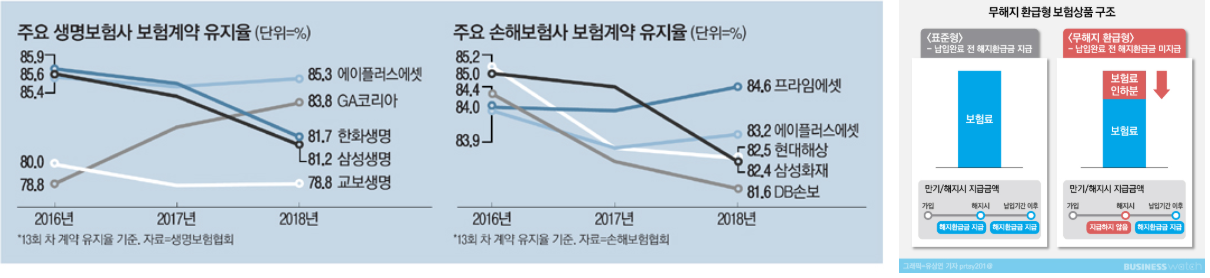 주요 생명보험사 보험계약 유지율 (단위=%)
85.9
85.6
85.4
80.0
78.8
85.3 에이플러스에셋
83.8 GA코리아
81.7 한화생명
81.2 삼성생명
78.8 교보생명
2016년 2017년 2018년
*13회 차 계약 유지율 기준, 자료=생명보험협회
주요 손해보험사 보험계약 유지율 (단위=%)
85.2
85.0
84.4
84.0
83.9
84.6 프라임에셋
83.2 에이플러스에셋
82.5 현대해상
82.4 삼성화재
81.6 DB손보
2016년 2017년 2018년
*13회 차 계약 유지율 기준, 자료=손해보험협회
무해지 환급형 보험상품 구조
<표준형>
- 납입완료 전 해지환급금 지급
보험료
만기/해지시 지급금액
가입 해지시 납입기간 이후
해지환급금 지급 해지환급금 지급
<무해지 환급형>
- 납입완료 전 해지환급금 미지급
보험료
인하분
보험료
만기/해지시 지급금액
가입 해지시 납입기간 이후
지급하지 않음 해지환급금 지급
BUSINESSwatch